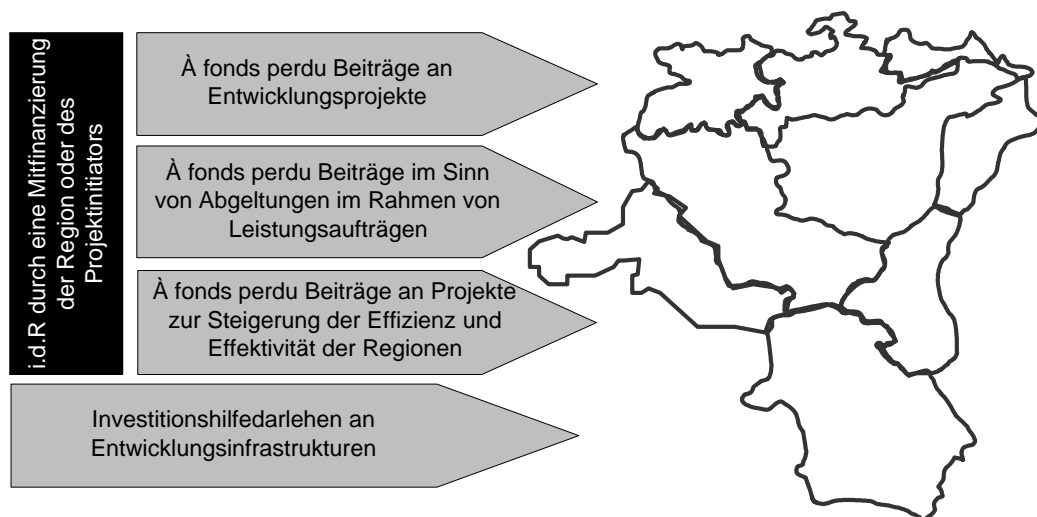 i.d.R durch eine Mitfinanzierung
der Region oder des
Projektinitiators
À fonds perdu Beiträge an
Entwicklungsprojekte
À fonds perdu Beiträge im Sinn
von Abgeltungen im Rahmen von
Leistungsaufträgen
À fonds perdu Beiträge an Projekte
zur Steigerung der Effizienz und
Effektivität der Regionen
Investitionshilfedarlehen an
Entwicklungsinfrastrukturen